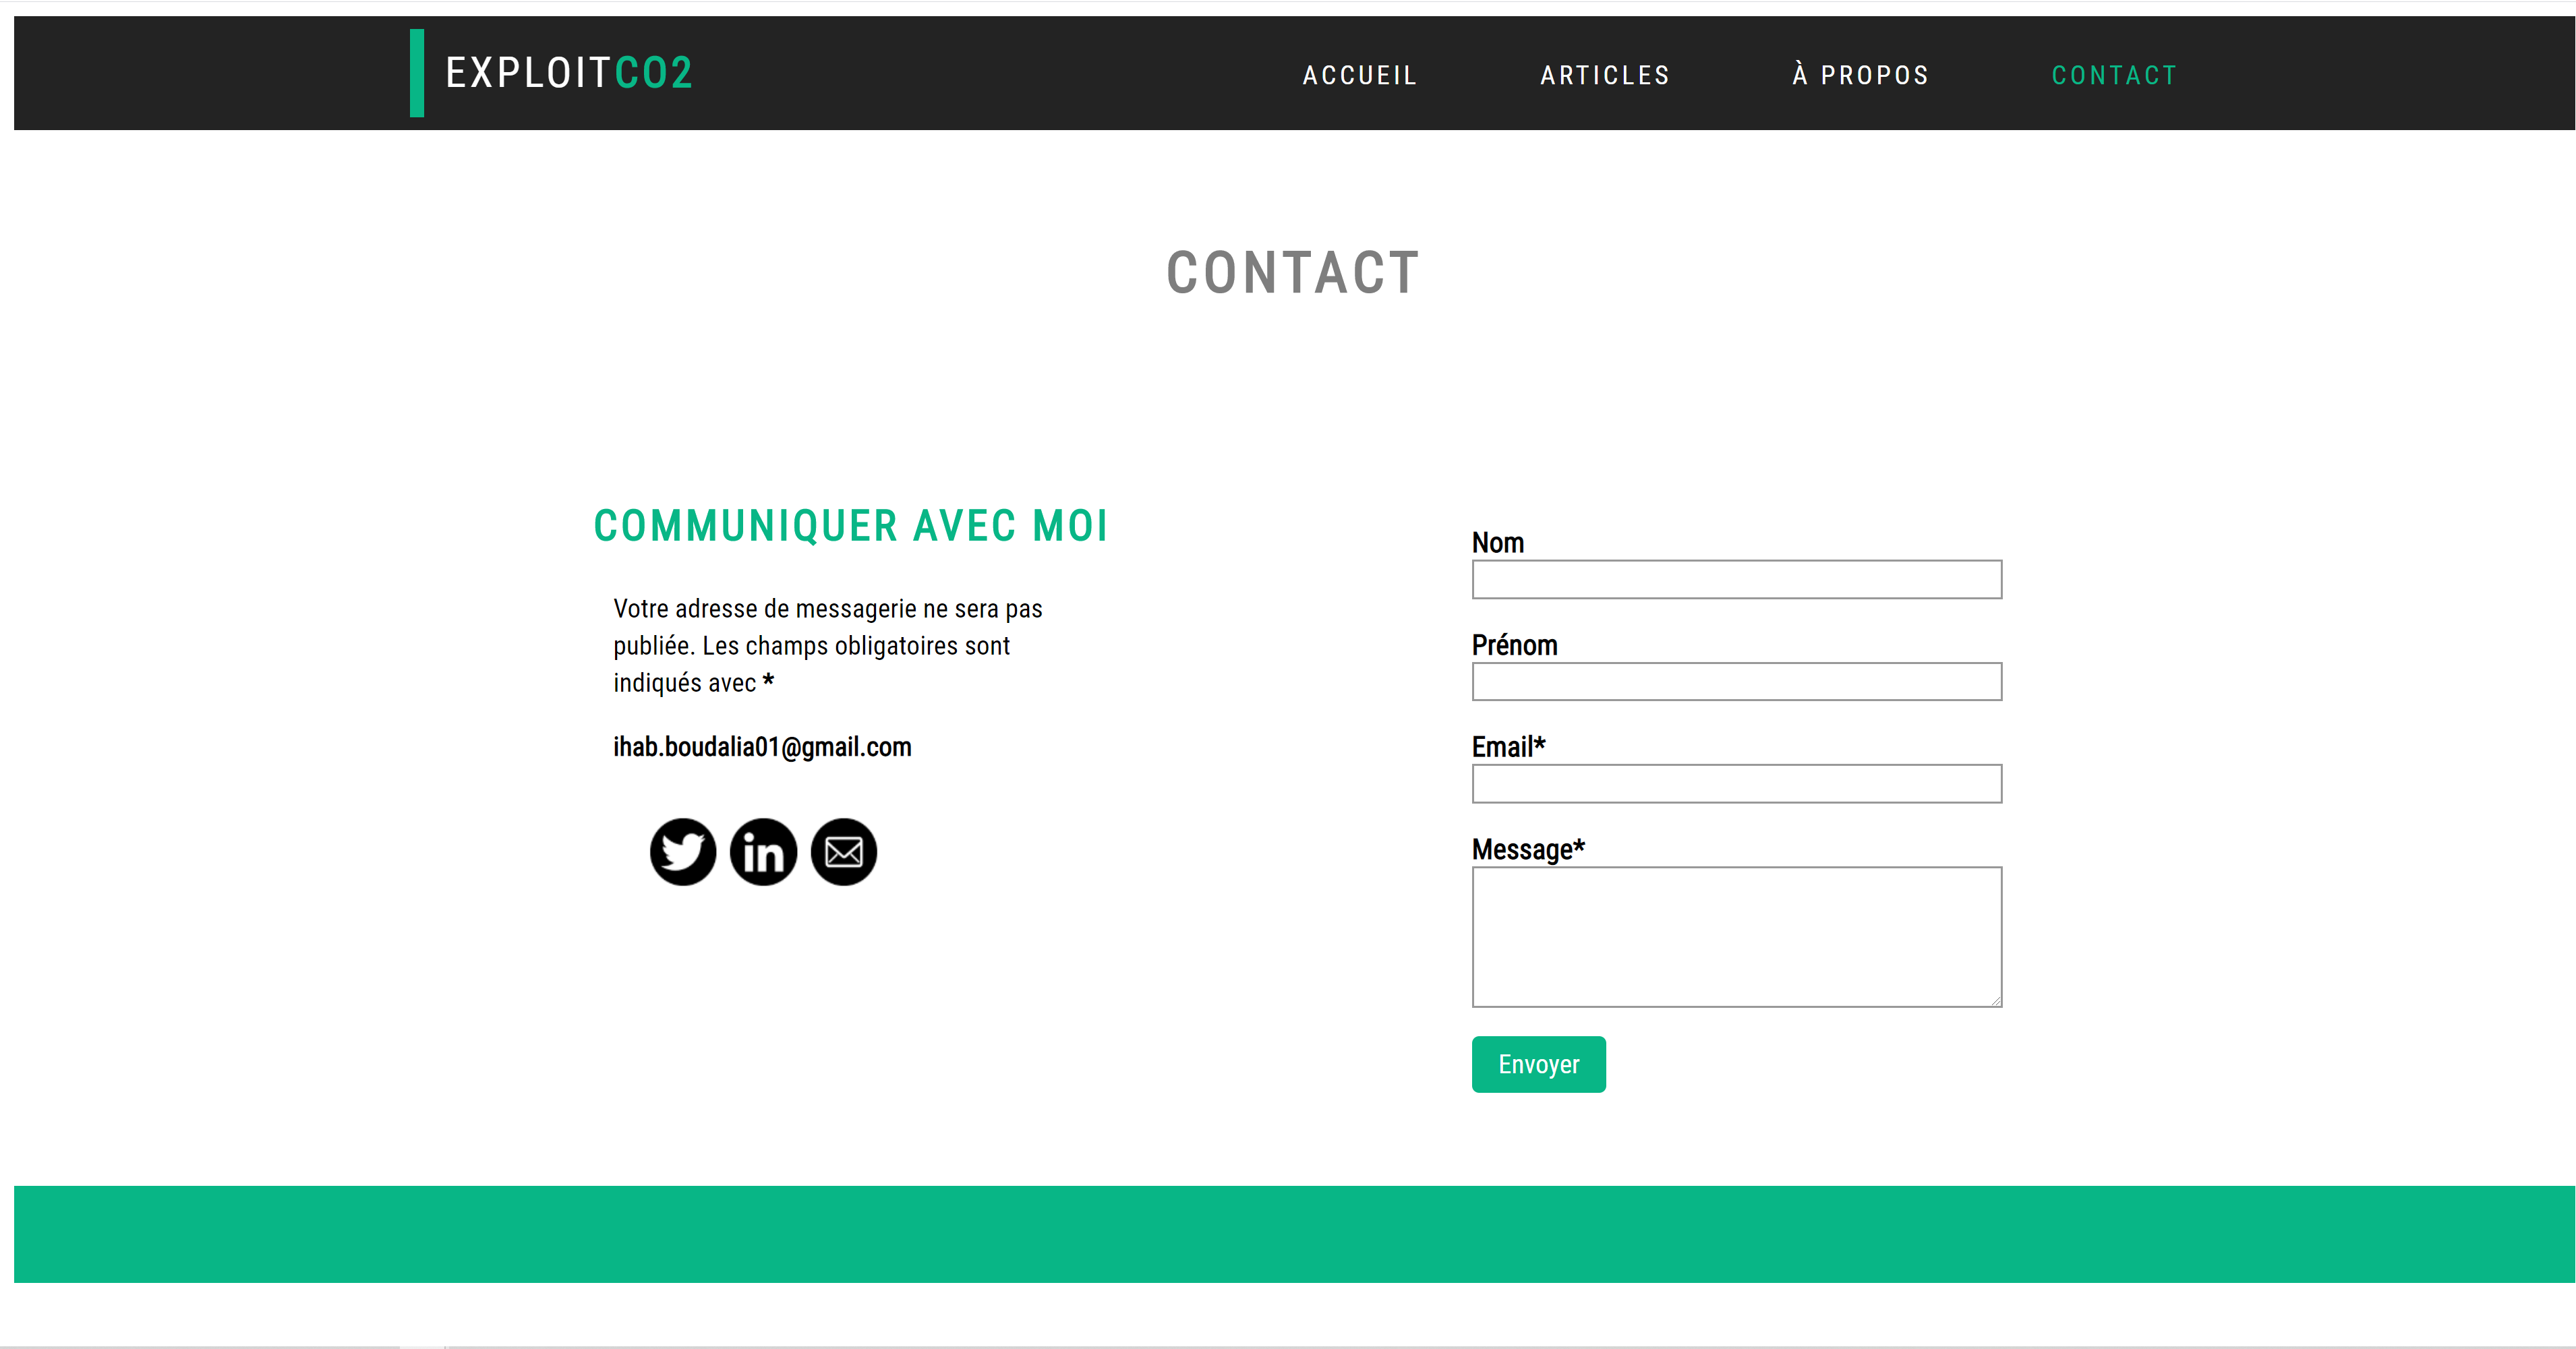 EXPLOITCO2
ACCUEIL
ARTICLES
À PROPOS
CONTACT
CONTACT
COMMUNIQUER AVEC MOI
Votre adresse de messagerie ne sera pas
publiée. Les champs obligatoires sont
indiqués avec *
ihab.boudalia01@gmail.com
in
Nom
Prénom
Email*
Message*
Envoyer